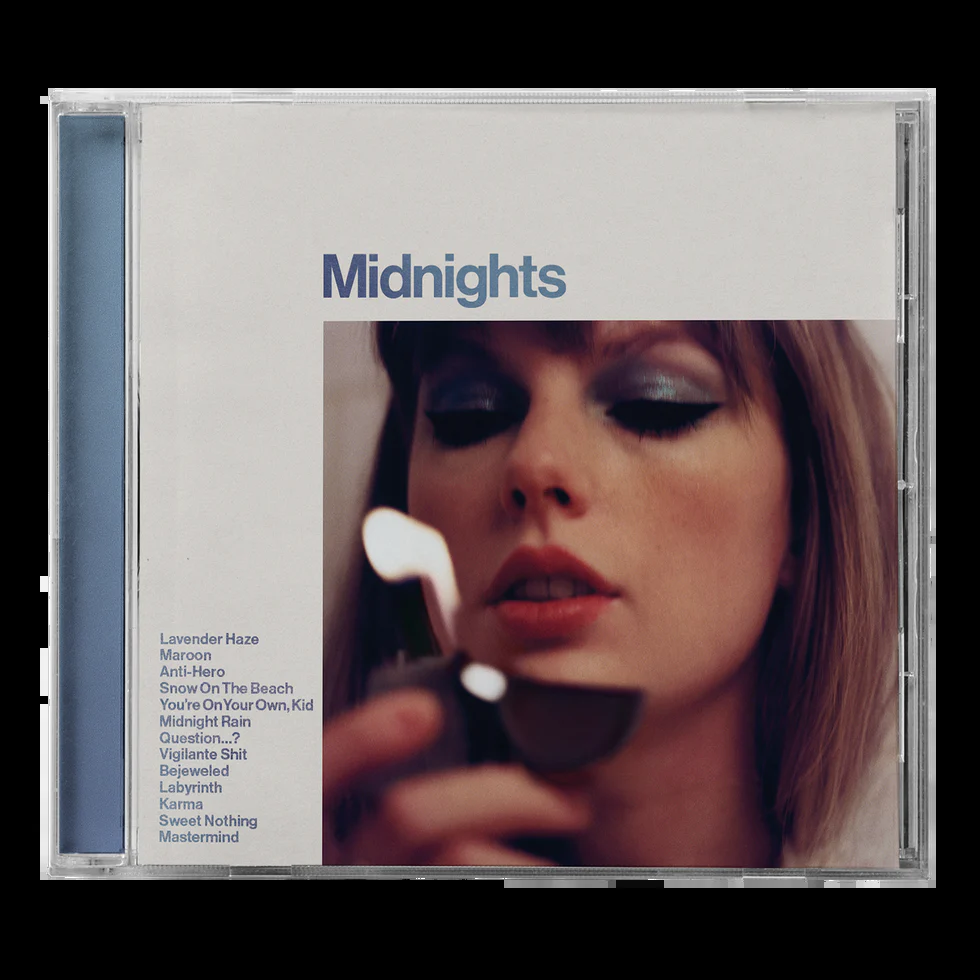 Midnights
Lavender Haze
Maroon
Anti-Hero
Snow On The Beach
You're On Your Own, Kid
Midnight Rain
Question...?
Vigilante Shit
Bejeweled
Labyrinth
Karma
Sweet Nothing
Mastermind